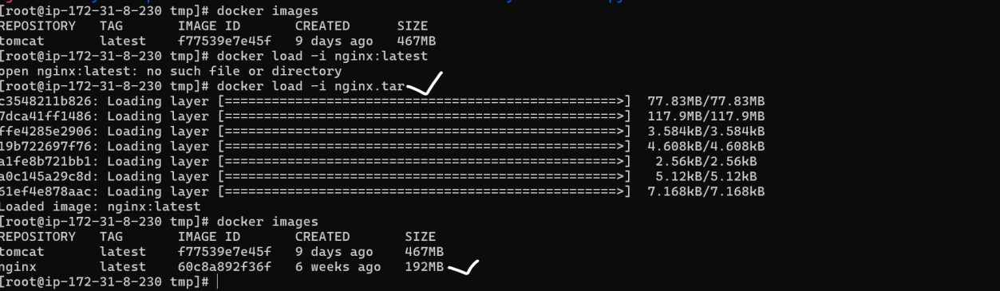 [root@ip-172-31-8-230 tmp]# docker images
REPOSITORY   TAG       IMAGE ID       CREATED       SIZE
tomcat       latest    f77539e7e45f   9 days ago    467MB
[root@ip-172-31-8-230 tmp]# docker load -i nginx:latest
open nginx:latest: no such file or directory
[root@ip-172-31-8-230 tmp]# docker load -i nginx.tar
c3548211b826: Loading layer [==================================================>]  77.83MB/77.83MB
7dca41ff1486: Loading layer [==================================================>]  117.9MB/117.9MB
ffe4285e2906: Loading layer [==================================================>]  3.584kB/3.584kB
19b722697f76: Loading layer [==================================================>]  4.608kB/4.608kB
a1fe8b721bb1: Loading layer [==================================================>]  2.56kB/2.56kB
a0c145a29c8d: Loading layer [==================================================>]  5.12kB/5.12kB
61ef4e878aac: Loading layer [==================================================>]  7.168kB/7.168kB
Loaded image: nginx:latest
[root@ip-172-31-8-230 tmp]# docker images
REPOSITORY   TAG       IMAGE ID       CREATED       SIZE
tomcat       latest    f77539e7e45f   9 days ago    467MB
nginx        latest    60c8a892f36f   6 weeks ago   192MB
[root@ip-172-31-8-230 tmp]#